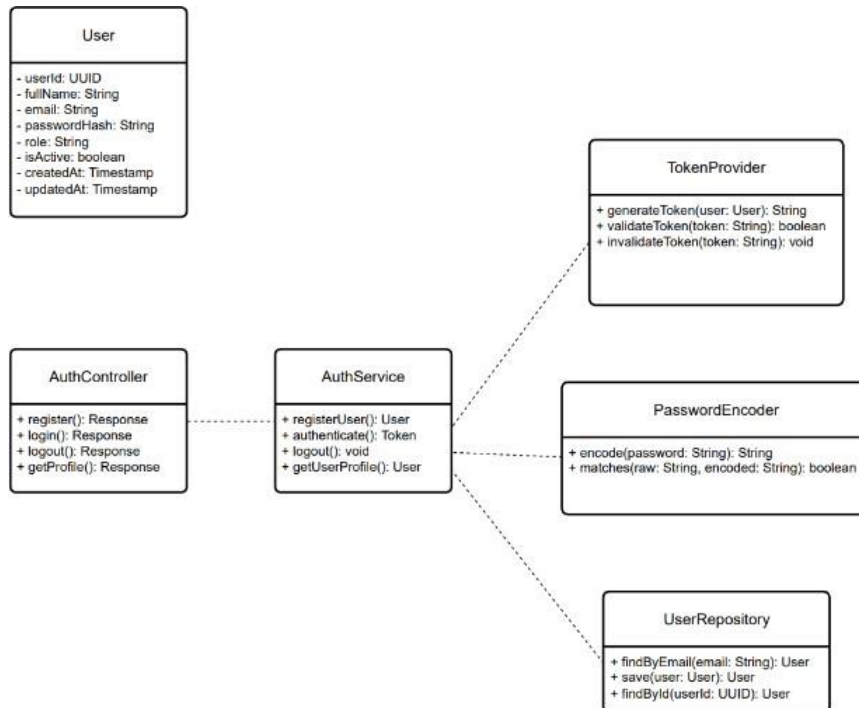 User
- userId: UUID
- fullName: String
- email: String
- passwordHash: String
- role: String
- isActive: boolean
- createdAt: Timestamp
- updatedAt: Timestamp
TokenProvider
+ generateToken(user: User): String
+ validateToken(token: String): boolean
+ invalidateToken(token: String): void
AuthController
+ register(): Response
+ login(): Response
+ logout(): Response
+ getProfile(): Response
AuthService
+ registerUser(): User
+ authenticate(): Token
+ logout(): void
+ getUserProfile(): User
PasswordEncoder
+ encode(password: String): String
+ matches(raw: String, encoded: String): boolean
UserRepository
+ findByEmail(email: String): User
+ save(user: User): User
+ findById(userId: UUID): User